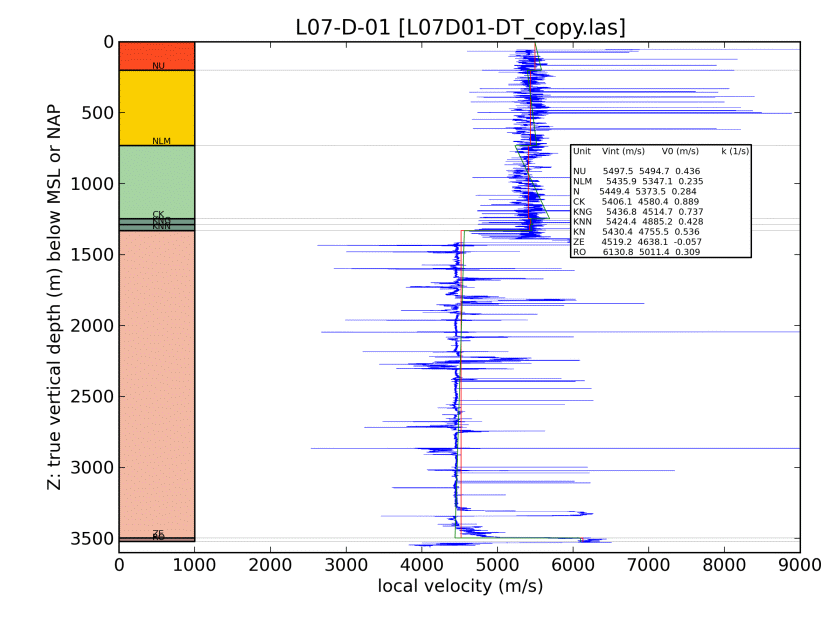 L07-D-01 [L07D01-DT_copy.las]
0
NU
500
NLM
Unit Vint (m/s) V0 (m/s) k (1/s)
NU 5497.5 5494.7 0.436
NLM 5435.9 5347.1 0.235
N 5449.4 5373.5 0.284
CK 5406.1 4580.4 0.889
KNG 5436.8 4514.7 0.737
KNN 5424.4 4885.2 0.428
KN 5430.4 4755.5 0.536
ZE 4519.2 4638.1 -0.057
RO 6130.8 5011.4 0.309
1000
CK
KNG
KNN
1500
2000
2500
3000
3500
ZE
RO
Z: true vertical depth (m) below MSL or NAP
0 1000 2000 3000 4000 5000 6000 7000 8000 9000
local velocity (m/s)